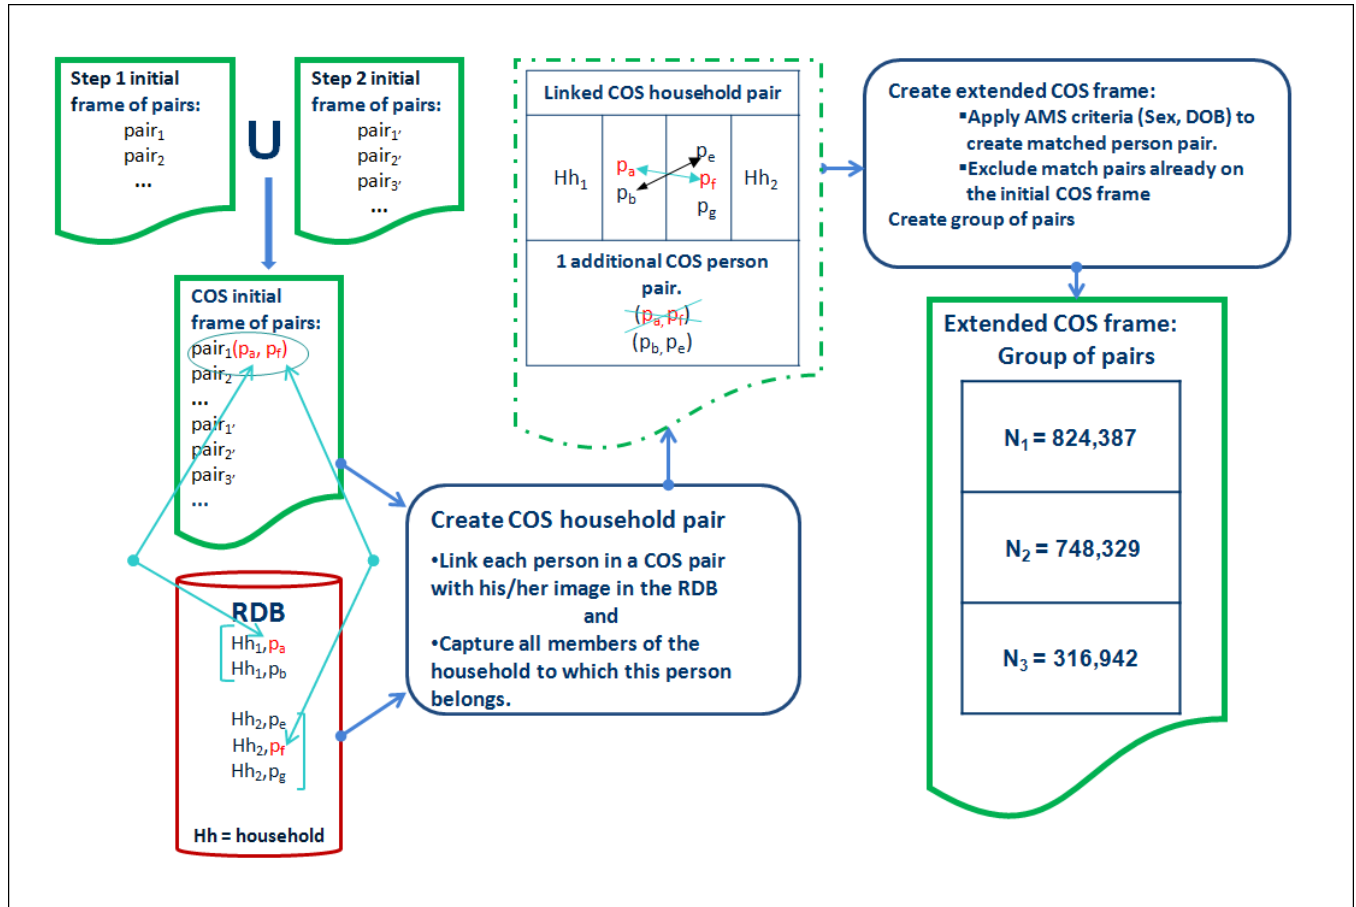 Step 1 initial
frame of pairs:
pair1
pair2
...
U
Step 2 initial
frame of pairs:
pair1'
pair2'
pair3'
...
COS initial
frame of pairs:
pair1(pa, pf)
pair2
...
pair1'
pair2'
pair3'
...
RDB
Hh1,pa
Hh1,pb
Hh2,pe
Hh2,pf
Hh2,pg
Hh = household
Create COS household pair
•Link each person in a COS pair
with his/her image in the RDB
and
•Capture all members of the
household to which this person
belongs.
Linked COS household pair
Hh1
pa
pb
pe
pf
pg
Hh2
1 additional COS person
pair.
(pa, pf)
(pb, pe)
Create extended COS frame:
▪Apply AMS criteria (Sex, DOB) to
create matched person pair.
▪Exclude match pairs already on
the initial COS frame
Create group of pairs
Extended COS frame:
Group of pairs
N1 = 824,387
N2 = 748,329
N3 = 316,942